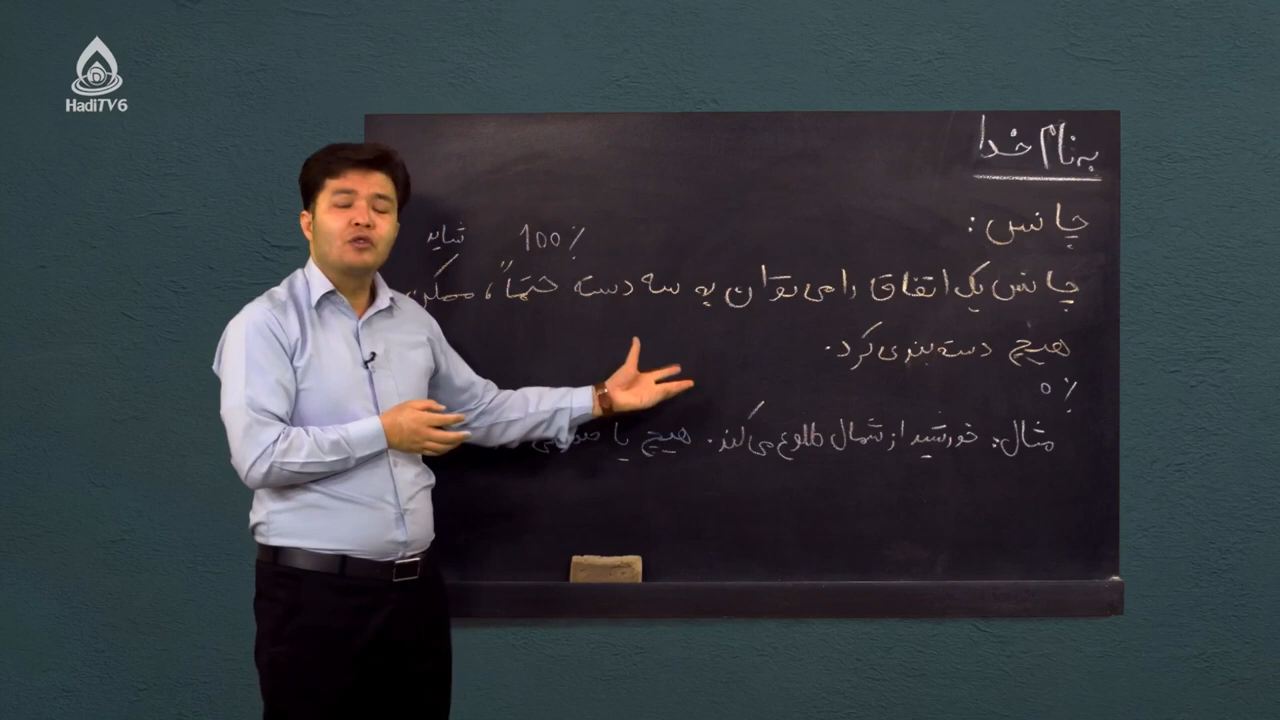 HadiTV6
به نام خدا
چانس:
100٪ شاید
چانس یک اتفاق را می‌توان به سه دسته حتماً، ممکن
هیچ دسته‌بندی کرد.
0٪
مثال: خورشید از شمال طلوع می‌کند. هیچ یا